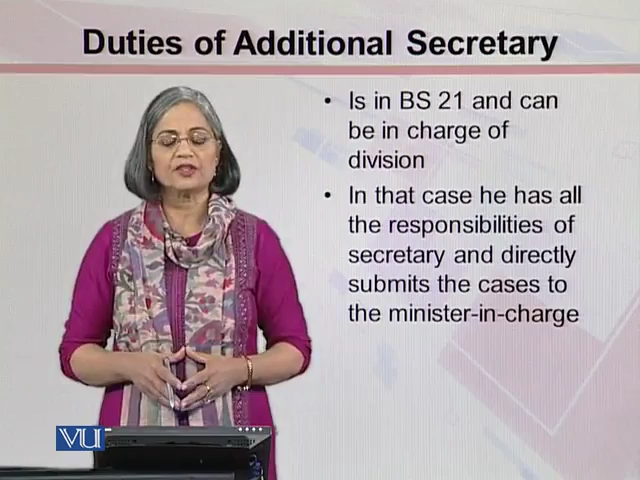 Duties of Additional Secretary
• Is in BS 21 and can
be in charge of
division
• In that case he has all
the responsibilities of
secretary and directly
submits the cases to
the minister-in-charge
VU